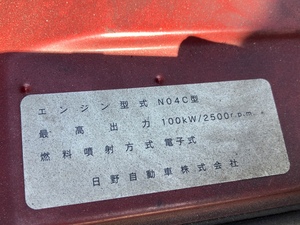 エンジン型式 N04C型
最高出力 100kW/2500r.p.m.
燃料噴射方式 電子式
日野自動車株式会社